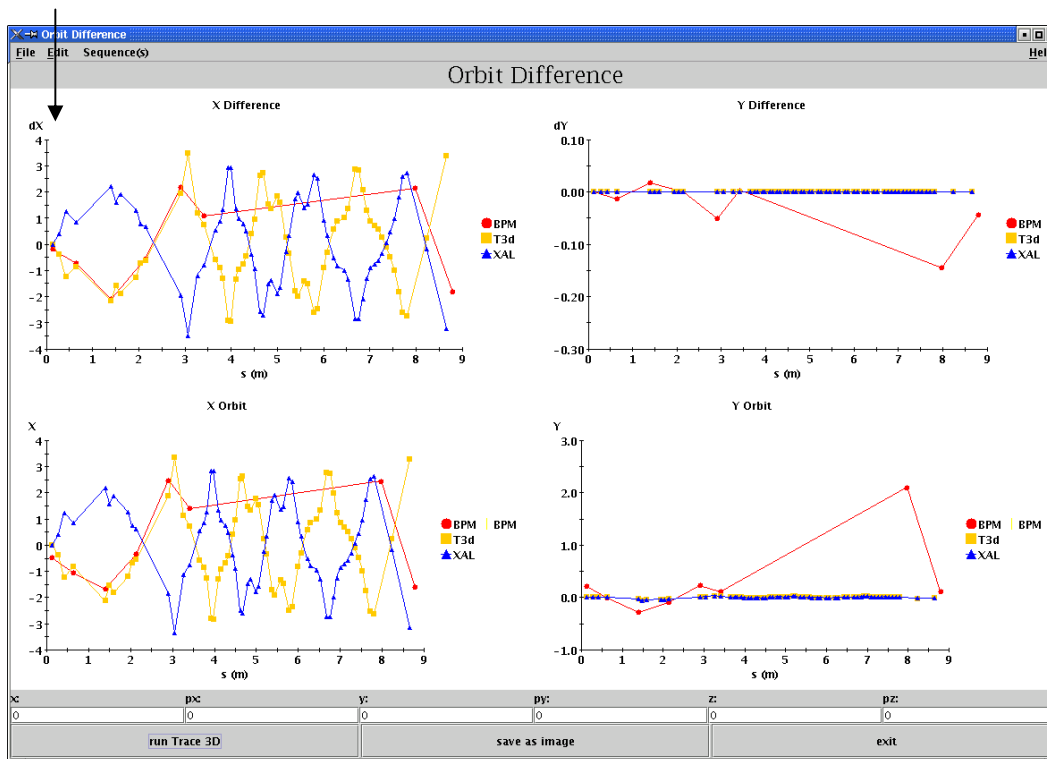 Orbit Difference
File Edit Sequence(s) Hel
Orbit Difference
X Difference
dX
4
3
2
1
0
-1
-2
-3
-4
0 1 2 3 4 5 6 7 8 9
s (m)
BPM
T3d
XAL
Y Difference
dY
0.10
0.00
-0.10
-0.20
-0.30
0 1 2 3 4 5 6 7 8 9
s (m)
BPM
T3d
XAL
X Orbit
X
4
3
2
1
0
-1
-2
-3
-4
0 1 2 3 4 5 6 7 8 9
s (m)
BPM BPM
T3d
XAL
Y Orbit
Y
3.0
2.0
1.0
0.0
-1.0
0 1 2 3 4 5 6 7 8 9
s (m)
BPM BPM
T3d
XAL
x: px: y: py: z: pz:
0 0 0 0 0 0
run Trace 3D save as image exit